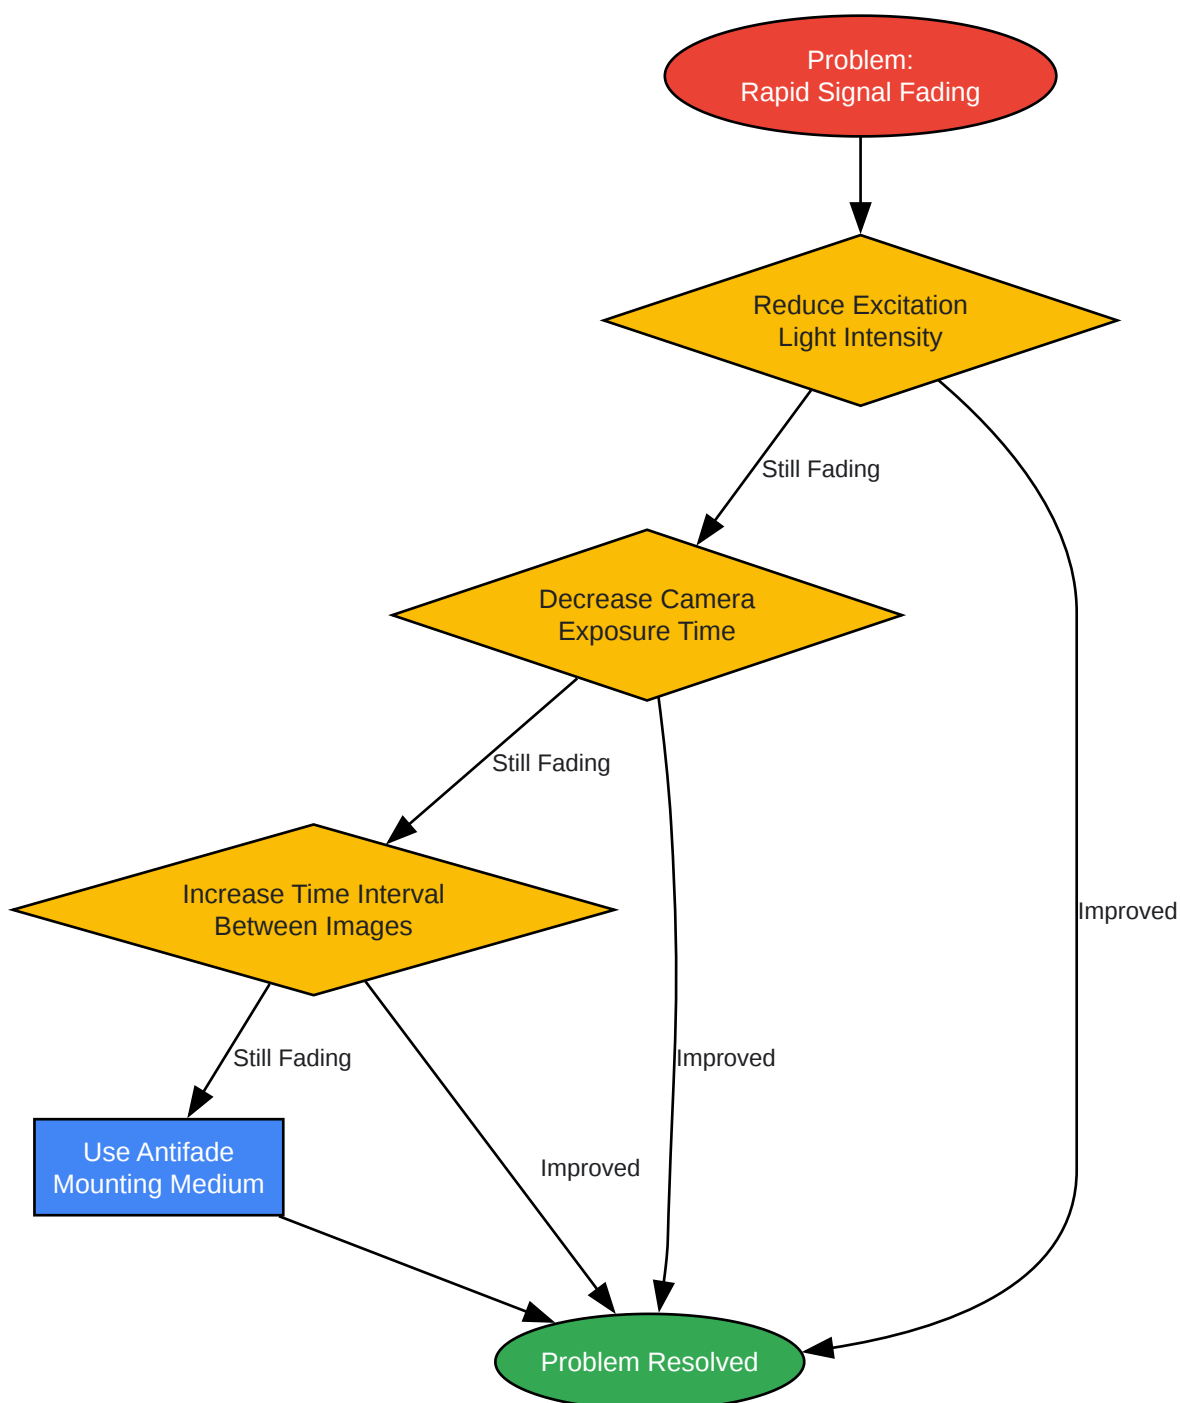 Problem:
Rapid Signal Fading
Reduce Excitation
Light Intensity
Still Fading
Decrease Camera
Exposure Time
Still Fading
Increase Time Interval
Between Images
Improved
Still Fading
Improved
Use Antifade
Mounting Medium
Improved
Problem Resolved